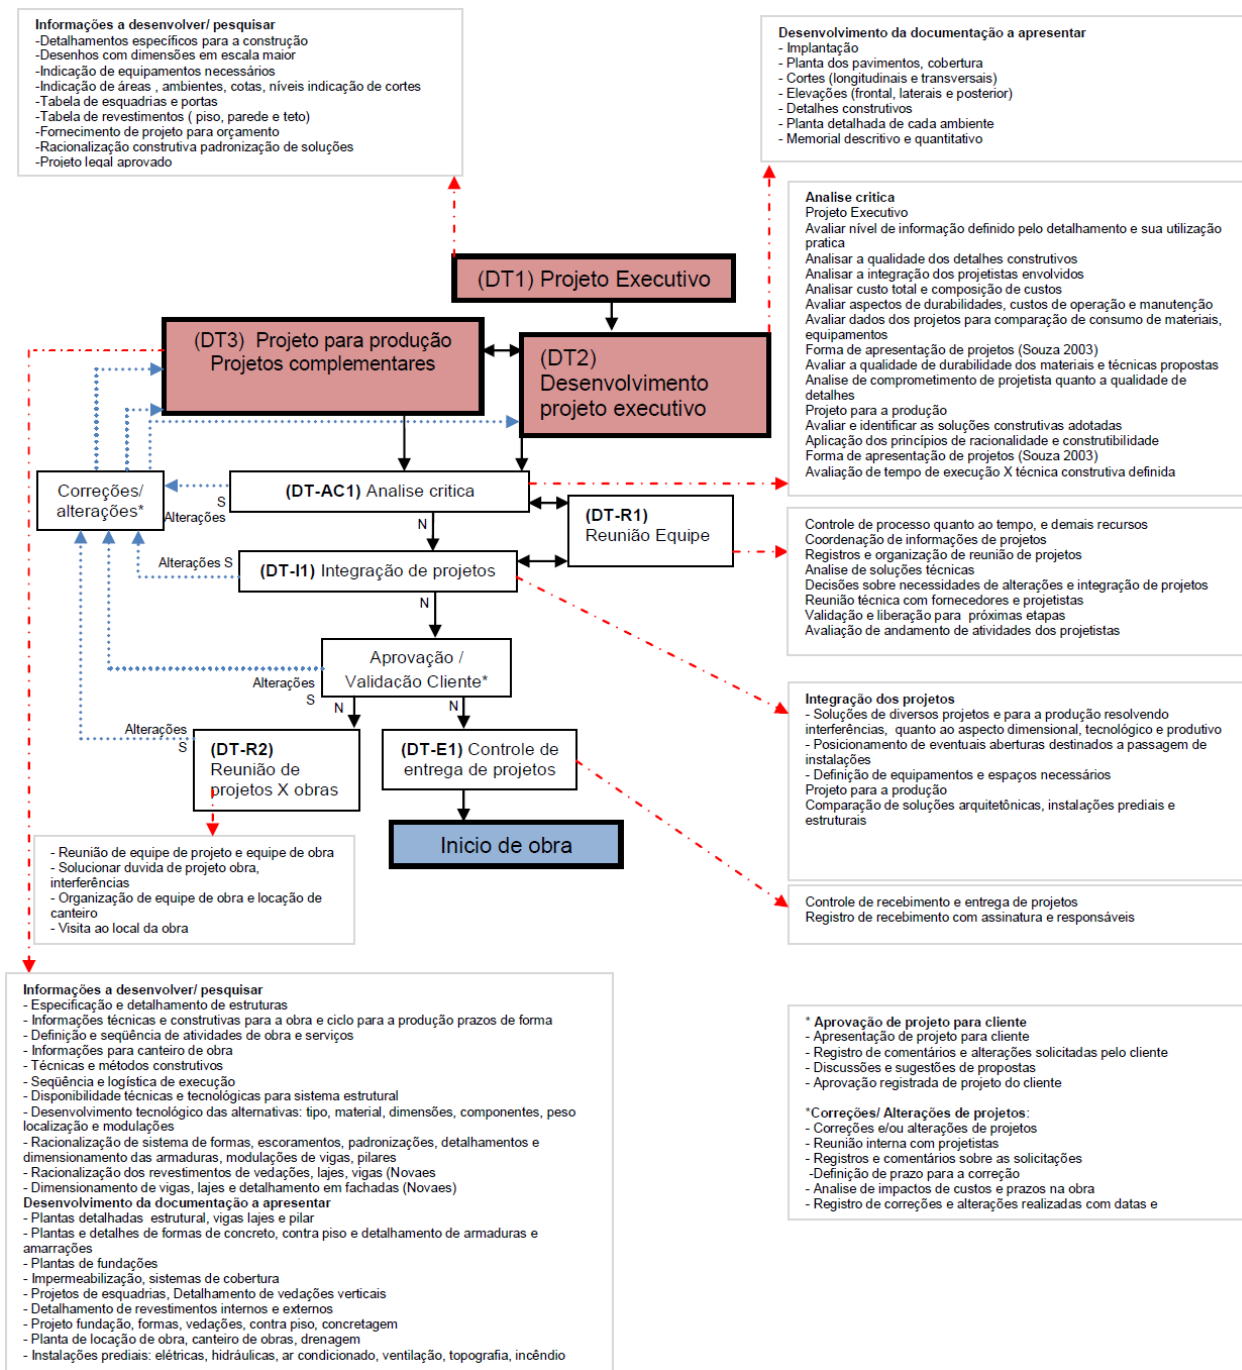 Informações a desenvolver/ pesquisar
-Detalhamentos específicos para a construção
-Desenhos com dimensões em escala maior
-Indicação de equipamentos necessários
-Indicação de áreas , ambientes, cotas, níveis indicação de cortes
-Tabela de esquadrias e portas
-Tabela de revestimentos ( piso, parede e teto)
-Fornecimento de projeto para orçamento
-Racionalização construtiva padronização de soluções
-Projeto legal aprovado
Desenvolvimento da documentação a apresentar
- Implantação
- Planta dos pavimentos, cobertura
- Cortes (longitudinais e transversais)
- Elevações (frontal, laterais e posterior)
- Detalhes construtivos
- Planta detalhada de cada ambiente
- Memorial descritivo e quantitativo
Analise critica
Projeto Executivo
Avaliar nível de informação definido pelo detalhamento e sua utilização
pratica
Analisar a qualidade dos detalhes construtivos
Analisar a integração dos projetistas envolvidos
Analisar custo total e composição de custos
Avaliar aspectos de durabilidades, custos de operação e manutenção
Avaliar dados dos projetos para comparação de consumo de materiais,
equipamentos
Forma de apresentação de projetos (Souza 2003)
Avaliar a qualidade de durabilidade dos materiais e técnicas propostas
Analise de comprometimento de projetista quanto a qualidade de
detalhes
Projeto para a produção
Avaliar e identificar as soluções construtivas adotadas
Aplicação dos princípios de racionalidade e construtibilidade
Forma de apresentação de projetos (Souza 2003)
Avaliação de tempo de execução X técnica construtiva definida
(DT1) Projeto Executivo
(DT3) Projeto para produção
Projetos complementares
(DT2)
Desenvolvimento
projeto executivo
Correções/
alterações*
S
Alterações
(DT-AC1) Analise critica
N
(DT-R1)
Reunião Equipe
Controle de processo quanto ao tempo, e demais recursos
Coordenação de informações de projetos
Registros e organização de reunião de projetos
Analise de soluções técnicas
Decisões sobre necessidades de alterações e integração de projetos
Reunião técnica com fornecedores e projetistas
Validação e liberação para próximas etapas
Avaliação de andamento de atividades dos projetistas
Alterações S
(DT-I1) Integração de projetos
N
Aprovação /
Validação Cliente*
Alterações
S
N
N
Integração dos projetos
- Soluções de diversos projetos e para a produção resolvendo
interferências, quanto ao aspecto dimensional, tecnológico e produtivo
- Posicionamento de eventuais aberturas destinados a passagem de
instalações
- Definição de equipamentos e espaços necessários
Projeto para a produção
Comparação de soluções arquitetônicas, instalações prediais e
estruturais
Alterações
S
(DT-R2)
Reunião de
projetos X obras
(DT-E1) Controle de
entrega de projetos
Inicio de obra
- Reunião de equipe de projeto e equipe de obra
- Solucionar duvida de projeto obra,
interferências
- Organização de equipe de obra e locação de
canteiro
- Visita ao local da obra
Controle de recebimento e entrega de projetos
Registro de recebimento com assinatura e responsáveis
Informações a desenvolver/ pesquisar
- Especificação e detalhamento de estruturas
- Informações técnicas e construtivas para a obra e ciclo para a produção prazos de forma
- Definição e seqüência de atividades de obra e serviços
- Informações para canteiro de obra
- Técnicas e métodos construtivos
- Seqüência e logística de execução
- Disponibilidade técnicas e tecnológicas para sistema estrutural
- Desenvolvimento tecnológico das alternativas: tipo, material, dimensões, componentes, peso
localização e modulações
- Racionalização de sistema de formas, escoramentos, padronizações, detalhamentos e
dimensionamento das armaduras, modulações de vigas, pilares
- Racionalização dos revestimentos de vedações, lajes, vigas (Novaes
- Dimensionamento de vigas, lajes e detalhamento em fachadas (Novaes)
Desenvolvimento da documentação a apresentar
- Plantas detalhadas estrutural, vigas lajes e pilar
- Plantas e detalhes de formas de concreto, contra piso e detalhamento de armaduras e
amarrações
- Plantas de fundações
- Impermeabilização, sistemas de cobertura
- Projetos de esquadrias, Detalhamento de vedações verticais
- Detalhamento de revestimentos internos e externos
- Projeto fundação, formas, vedações, contra piso, concretagem
- Planta de locação de obra, canteiro de obras, drenagem
- Instalações prediais: elétricas, hidráulicas, ar condicionado, ventilação, topografia, incêndio
* Aprovação de projeto para cliente
- Apresentação de projeto para cliente
- Registro de comentários e alterações solicitadas pelo cliente
- Discussões e sugestões de propostas
- Aprovação registrada de projeto do cliente
*Correções/ Alterações de projetos:
- Correções e/ou alterações de projetos
- Reunião interna com projetistas
- Registros e comentários sobre as solicitações
-Definição de prazo para a correção
- Analise de impactos de custos e prazos na obra
- Registro de correções e alterações realizadas com datas e